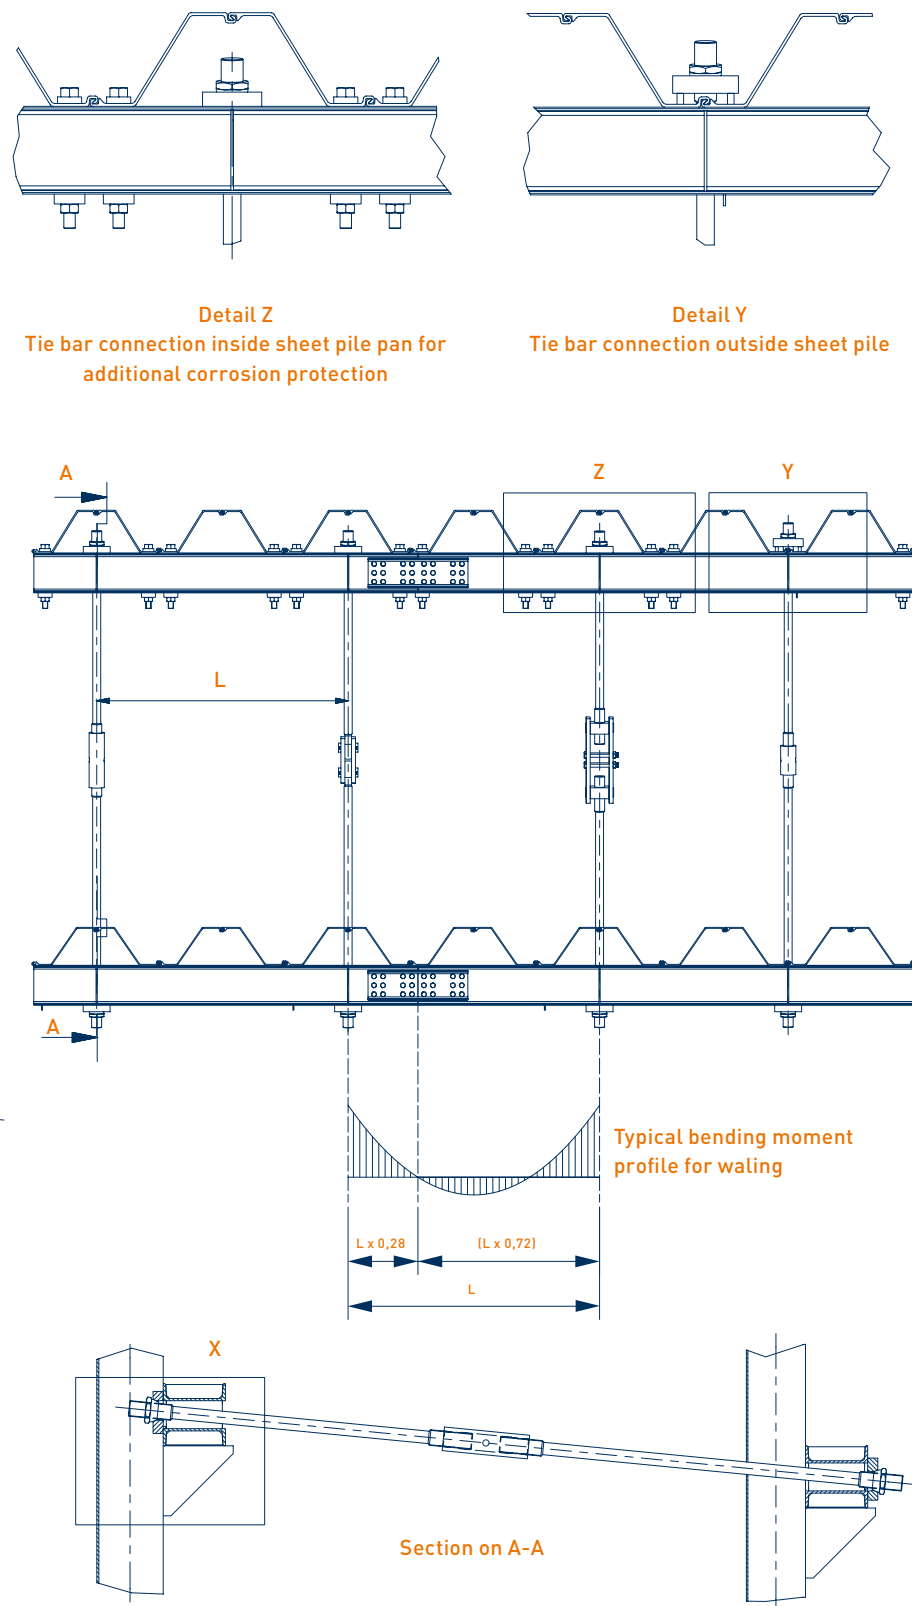 Detail Z
Tie bar connection inside sheet pile pan for
additional corrosion protection
Detail Y
Tie bar connection outside sheet pile
A
Z
Y
L
A
Typical bending moment
profile for waling
L x 0,28
(L x 0,72)
L
X
Section on A-A